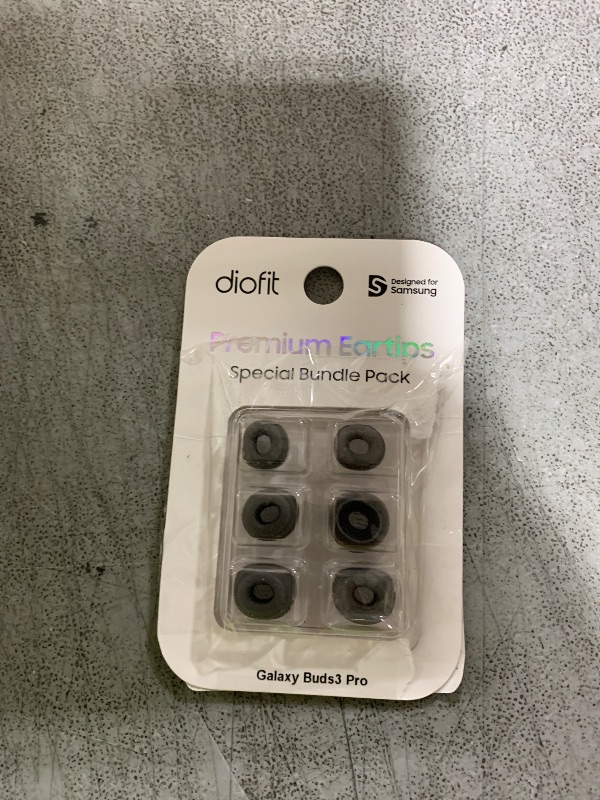 diofit
Designed for
Samsung
Premium Eartips
Special Bundle Pack
Galaxy Buds3 Pro